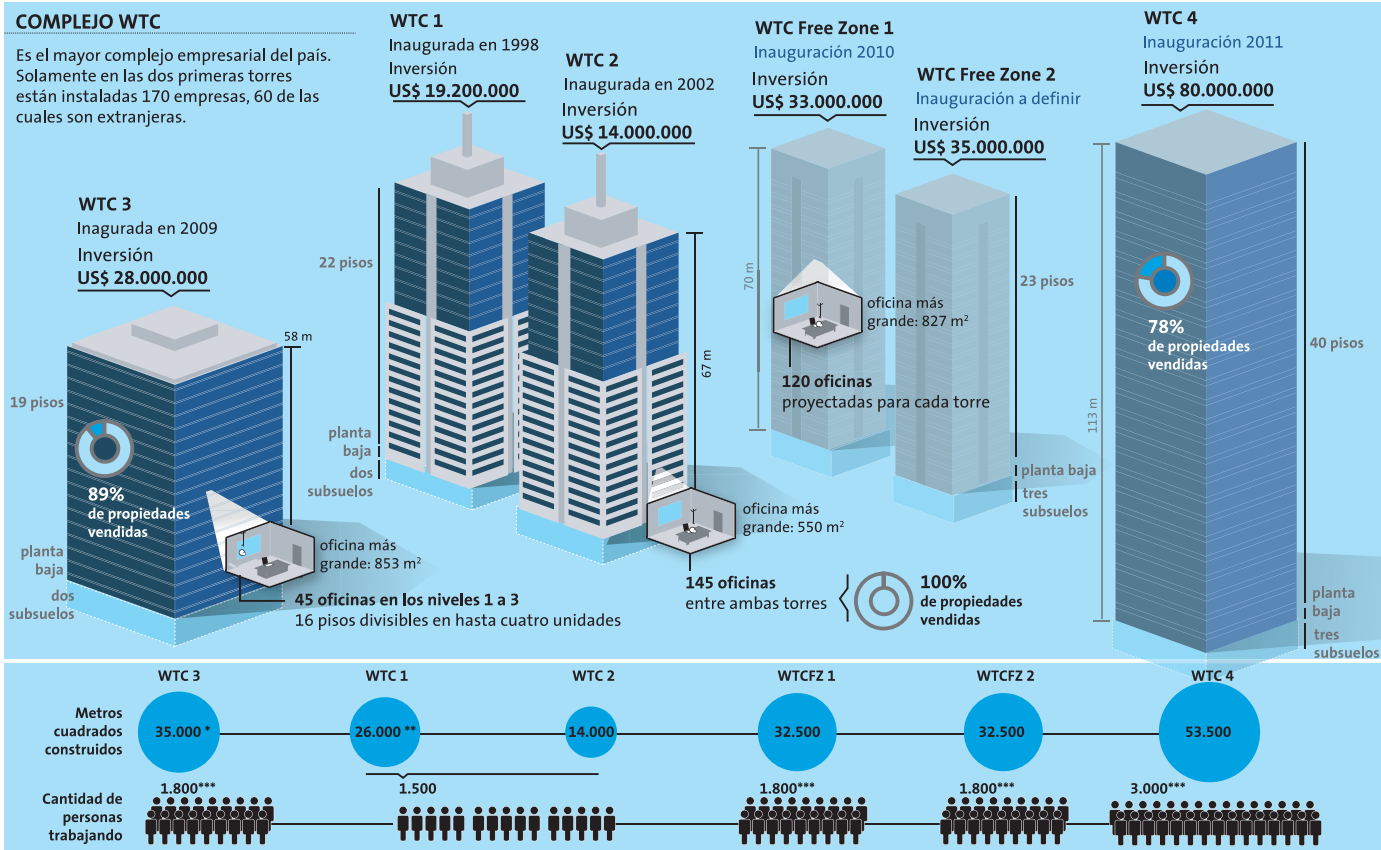 COMPLEJO WTC
Es el mayor complejo empresarial del país.
Solamente en las dos primeras torres
están instaladas 170 empresas, 60 de las
cuales son extranjeras.
WTC 3
Inagurada en 2009
Inversión
US$ 28.000.000
58 m
19 pisos
89%
de propiedades
vendidas
planta
baja
dos
subsuelos
oficina más
grande: 853 m²
45 oficinas en los niveles 1 a 3
16 pisos divisibles en hasta cuatro unidades
WTC 1
Inaugurada en 1998
Inversión
US$ 19.200.000
22 pisos
planta
baja
dos
subsuelos
WTC 2
Inaugurada en 2002
Inversión
US$ 14.000.000
67 m
oficina más
grande: 550 m²
145 oficinas
entre ambas torres
100%
de propiedades
vendidas
WTC Free Zone 1
Inauguración 2010
Inversión
US$ 33.000.000
70 m
oficina más
grande: 827 m²
120 oficinas
proyectadas para cada torre
WTC Free Zone 2
Inauguración a definir
Inversión
US$ 35.000.000
23 pisos
planta baja
tres
subsuelos
WTC 4
Inauguración 2011
Inversión
US$ 80.000.000
113 m
78%
de propiedades
vendidas
40 pisos
planta
baja
tres
subsuelos
WTC 3 WTC 1 WTC 2 WTCFZ 1 WTCFZ 2 WTC 4
Metros
cuadrados
construidos
35.000 * 26.000 ** 14.000 32.500 32.500 53.500
Cantidad de
personas
trabajando
1.800*** 1.500 1.800*** 1.800*** 3.000***